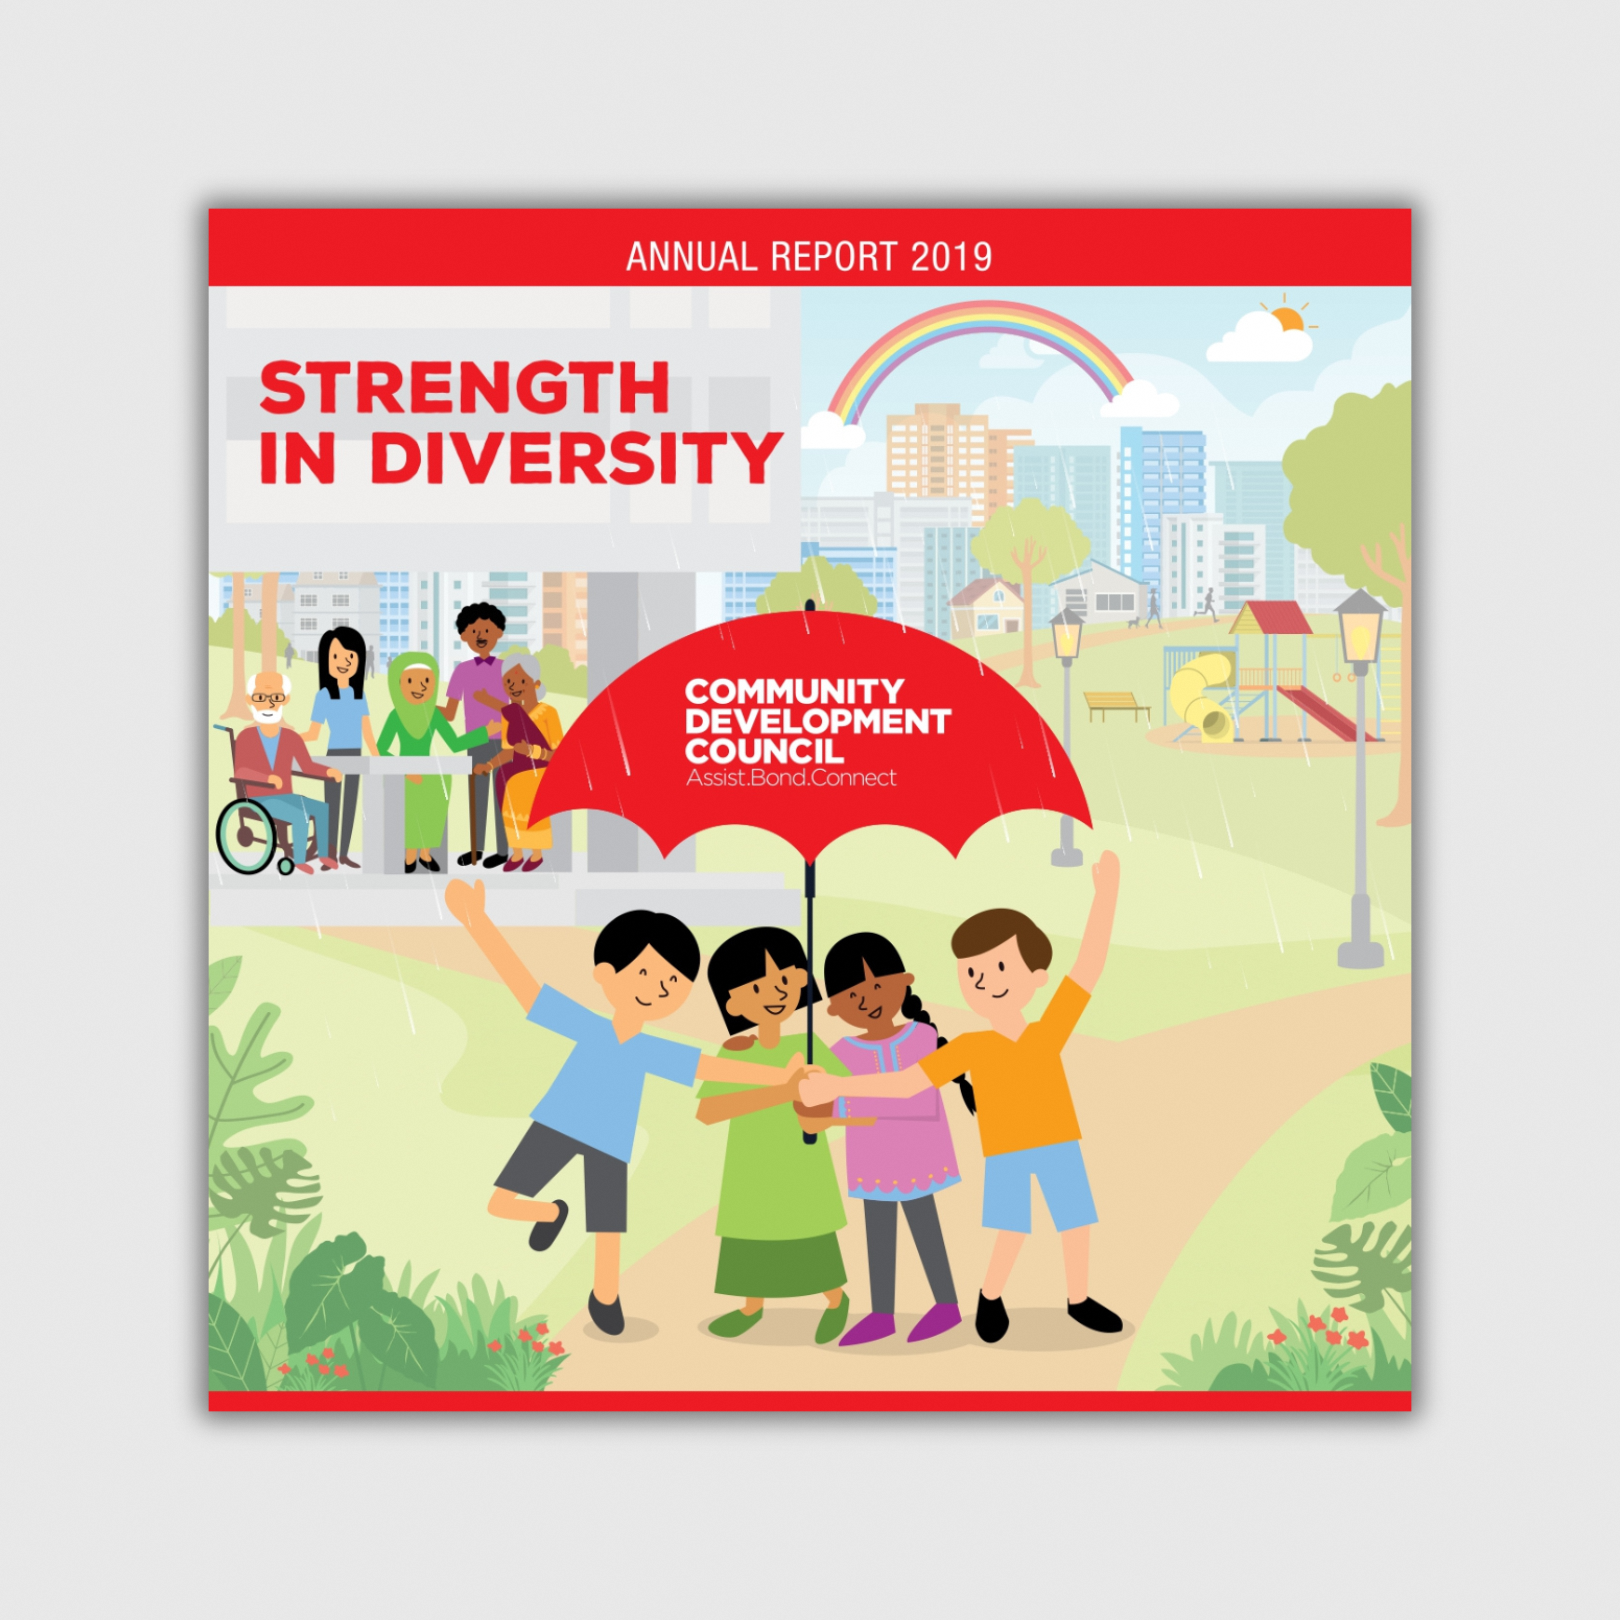 ANNUAL REPORT 2019
STRENGTH
IN DIVERSITY
COMMUNITY
DEVELOPMENT
COUNCIL
Assist.Bond.Connect